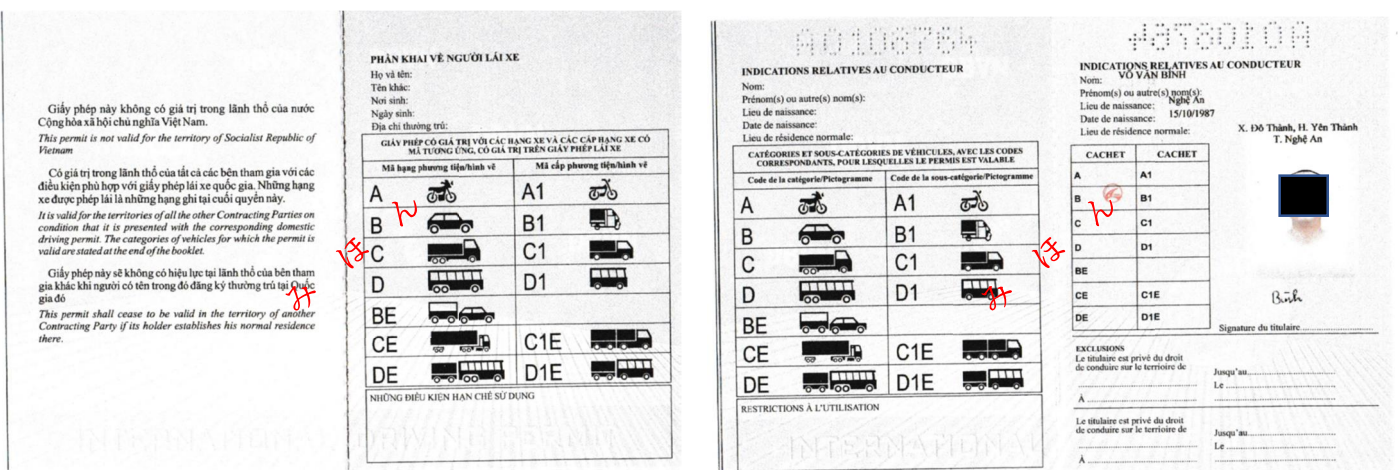 Giấy phép này không có giá trị trong lãnh thổ của nước
Cộng hòa xã hội chủ nghĩa Việt Nam.
This permit is not valid for the territory of Socialist Republic of
Vietnam
Có giá trị trong lãnh thổ của tất cả các bên tham gia với các
điều kiện phù hợp với giấy phép lái xe quốc gia. Những hạng
xe được phép lái là những hạng ghi tại cuối quyển này.
It is valid for the territories of all the other Contracting Parties on
condition that it is presented with the corresponding domestic
driving permit. The categories of vehicles for which the permit is
valid are stated at the end of the booklet.
Giấy phép này sẽ không có hiệu lực tại lãnh thổ của bên tham
gia khác khi người có tên trong đó đăng ký thường trú tại Quốc
gia đó
This permit shall cease to be valid in the territory of another
Contracting Party if its holder establishes his normal residence
there.
み
PHẦN KHAI VỀ NGƯỜI LÁI XE
Họ và tên:
Tên khác:
Nơi sinh:
Ngày sinh:
Địa chỉ thường trú:
GIẤY PHÉP CÓ GIÁ TRỊ VỚI CÁC HẠNG XE VÀ CÁC CẤP HẠNG XE CÓ
MÃ TƯƠNG ỨNG, CÓ GIÁ TRỊ TRÊN GIẤY PHÉP LÁI XE
Mã hạng phương tiện/hình vẽ Mã cấp phương tiện/hình vẽ
A A1
B B1
C C1
D D1
BE
CE C1E
DE D1E
ほ
ん
NHỮNG ĐIỀU KIỆN HẠN CHẾ SỬ DỤNG
INTERNATIONAL DRIVING PERMIT
A0106764
INDICATIONS RELATIVES AU CONDUCTEUR
Nom:
Prénom(s) ou autre(s) nom(s):
Lieu de naissance:
Date de naissance:
Lieu de résidence normale:
CATÉGORIES ET SOUS-CATÉGORIES DE VÉHICULES, AVEC LES CODES
CORRESPONDANTS, POUR LESQUELLES LE PERMIS EST VALABLE
Code de la catégorie/Pictogramme Code de la sous-catégorie/Pictogramme
A A1
B B1
C C1
D D1
BE
CE C1E
DE D1E
み
RESTRICTIONS À L'UTILISATION
INTERNATIONAL
INDICATIONS RELATIVES AU CONDUCTEUR
Nom: VÕ VĂN BÌNH
Prénom(s) ou autre(s) nom(s):
Lieu de naissance: Nghệ An
Date de naissance: 15/10/1987
Lieu de résidence normale: X. Đô Thành, H. Yên Thành
T. Nghệ An
CACHET CACHET
A A1
B B1
C C1
D D1
BE
CE C1E
DE D1E
ほ
ん
Bình
Signature du titulaire
EXCLUSIONS
Le titulaire est privé du droit
de conduire sur le terrioire de
Jusqu'au
Le
À
Le titulaire est privé du droit
de conduire sur le territoire de
Jusqu'au
Le
À